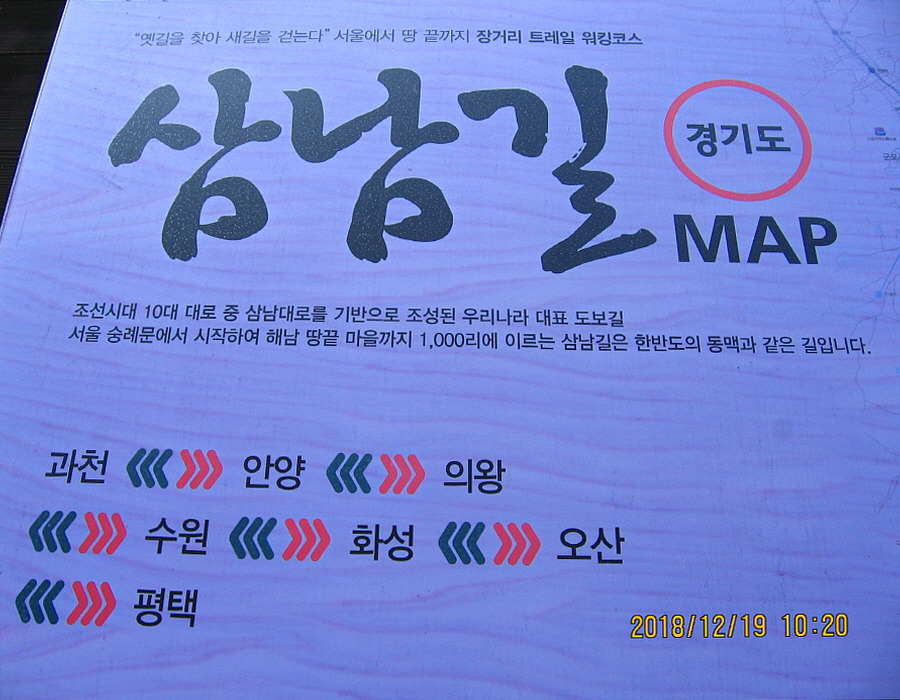 “옛길을 찾아 새길을 걷는다” 서울에서 땅 끝까지 장거리 트레일 워킹코스
삼남길
경기도
MAP
조선시대 10대 대로 중 삼남대로를 기반으로 조성된 우리나라 대표 도보길
서울 숭례문에서 시작하여 해남 땅끝 마을까지 1,000리에 이르는 삼남길은 한반도의 동맥과 같은 길입니다.
과천 안양 의왕
수원 화성 오산
평택
2018/12/19 10:20